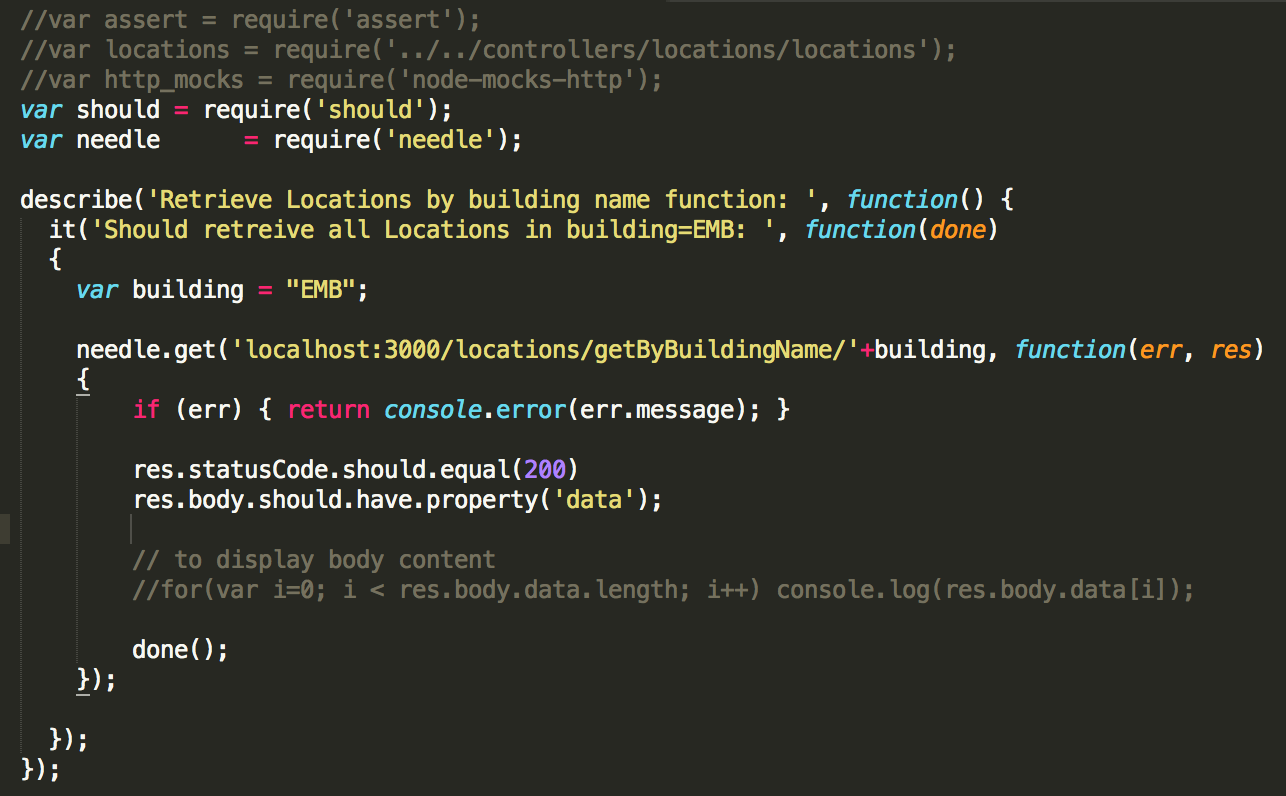 //var assert = require('assert');
//var locations = require('../../controllers/locations/locations');
//var http_mocks = require('node-mocks-http');
var should = require('should');
var needle      = require('needle');
describe('Retrieve Locations by building name function: ', function() {
  it('Should retreive all Locations in building=EMB: ', function(done)
  {
    var building = "EMB";
    needle.get('localhost:3000/locations/getByBuildingName/'+building, function(err, res)
    {
        if (err) { return console.error(err.message); }
        res.statusCode.should.equal(200)
        res.body.should.have.property('data');
        // to display body content
        //for(var i=0; i < res.body.data.length; i++) console.log(res.body.data[i]);
        done();
    });
  });
});